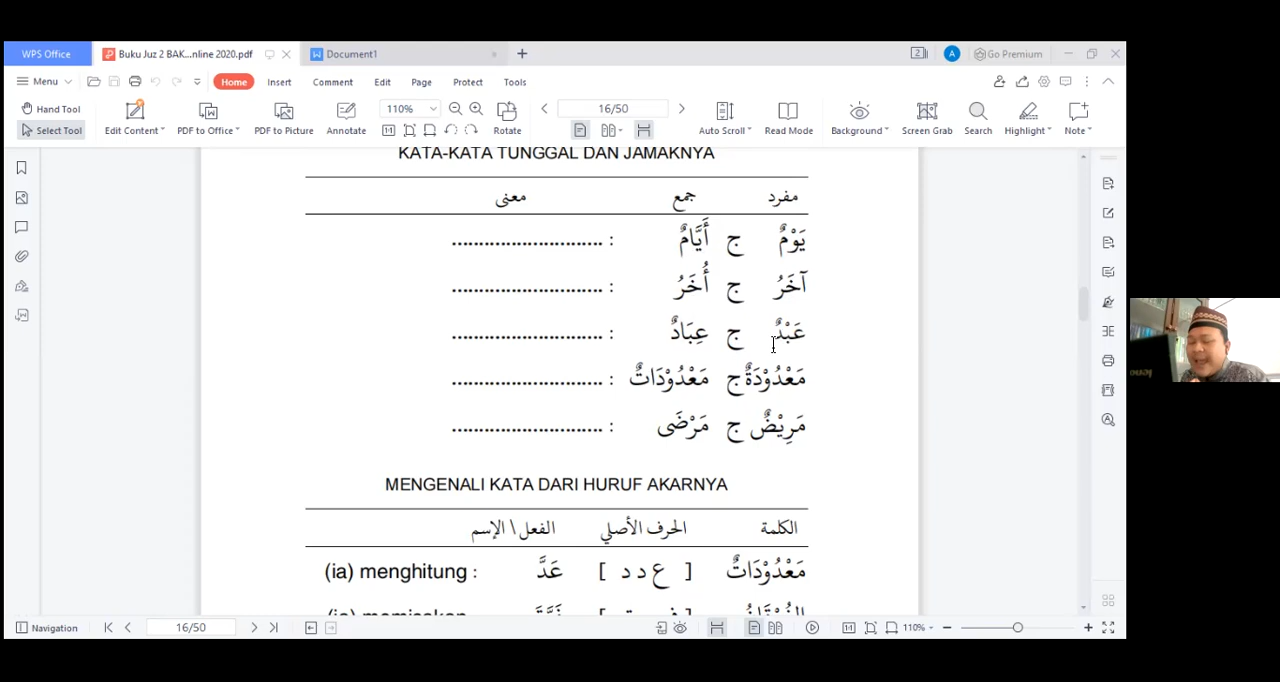 WPS Office Buku Juz 2 BAK...nline 2020.pdf Document1 2 A Go Premium
Menu Home Insert Comment Edit Page Protect Tools
Hand Tool 110% 16/50
Select Tool Edit Content PDF to Office PDF to Picture Annotate Rotate Auto Scroll Read Mode Background Screen Grab Search Highlight Note
KATA-KATA TUNGGAL DAN JAMAKNYA
مفرد جمع معنى
يَوْمٌ ج أَيَّامٌ : .............................
آخَرُ ج أُخَرُ : .............................
عَبْدٌ ج عِبَادٌ : .............................
مَعْدُوْدَةٌ ج مَعْدُوْدَاتٌ : .............................
مَرِيْضٌ ج مَرْضَى : .............................
MENGENALI KATA DARI HURUF AKARNYA
الكلمة الحرف الأصلي الفعل \ الإسم
مَعْدُوْدَاتٌ [ ع د د ] عَدَّ (ia) menghitung :
Navigation 16/50 110%